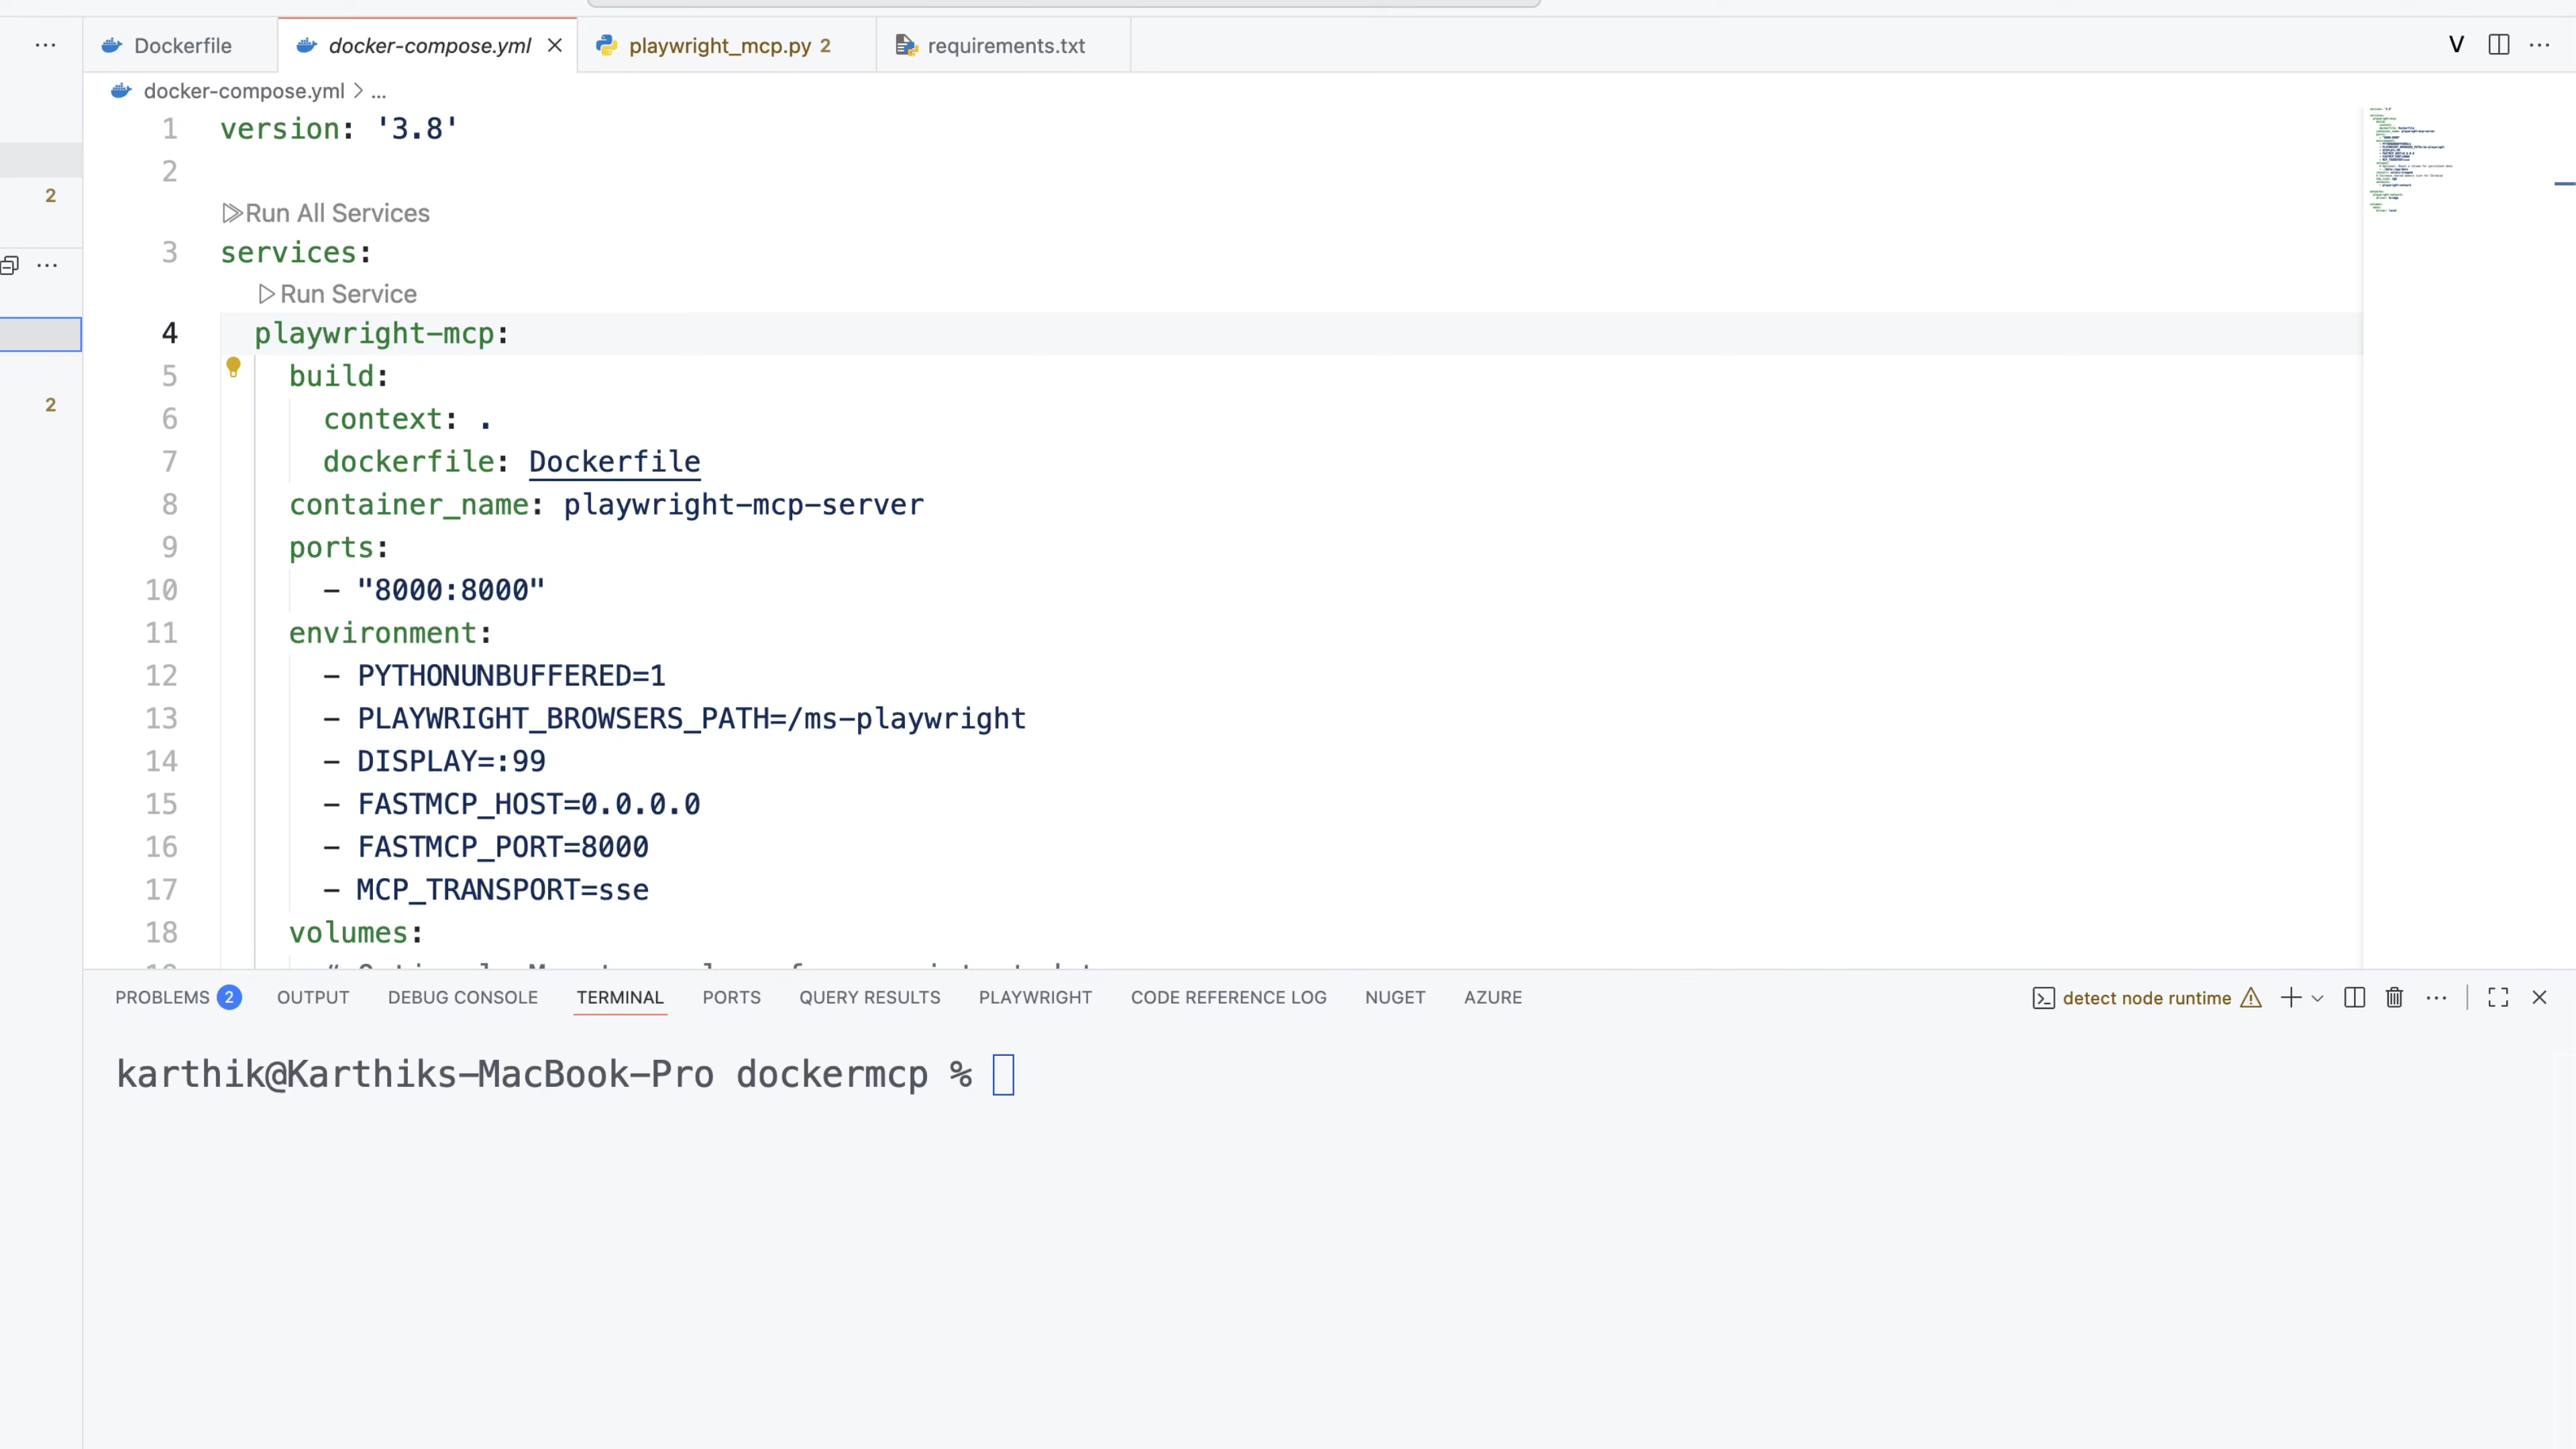 Dockerfile
docker-compose.yml
playwright_mcp.py 2
requirements.txt
docker-compose.yml > ...
1 version: '3.8'
2
Run All Services
3 services:
Run Service
4 playwright-mcp:
5 build:
6 context: .
7 dockerfile: Dockerfile
8 container_name: playwright-mcp-server
9 ports:
10 - "8000:8000"
11 environment:
12 - PYTHONUNBUFFERED=1
13 - PLAYWRIGHT_BROWSERS_PATH=/ms-playwright
14 - DISPLAY=:99
15 - FASTMCP_HOST=0.0.0.0
16 - FASTMCP_PORT=8000
17 - MCP_TRANSPORT=sse
18 volumes:
2
2
PROBLEMS 2 OUTPUT DEBUG CONSOLE TERMINAL PORTS QUERY RESULTS PLAYWRIGHT CODE REFERENCE LOG NUGET AZURE
detect node runtime
karthik@Karthiks-MacBook-Pro dockermcp %